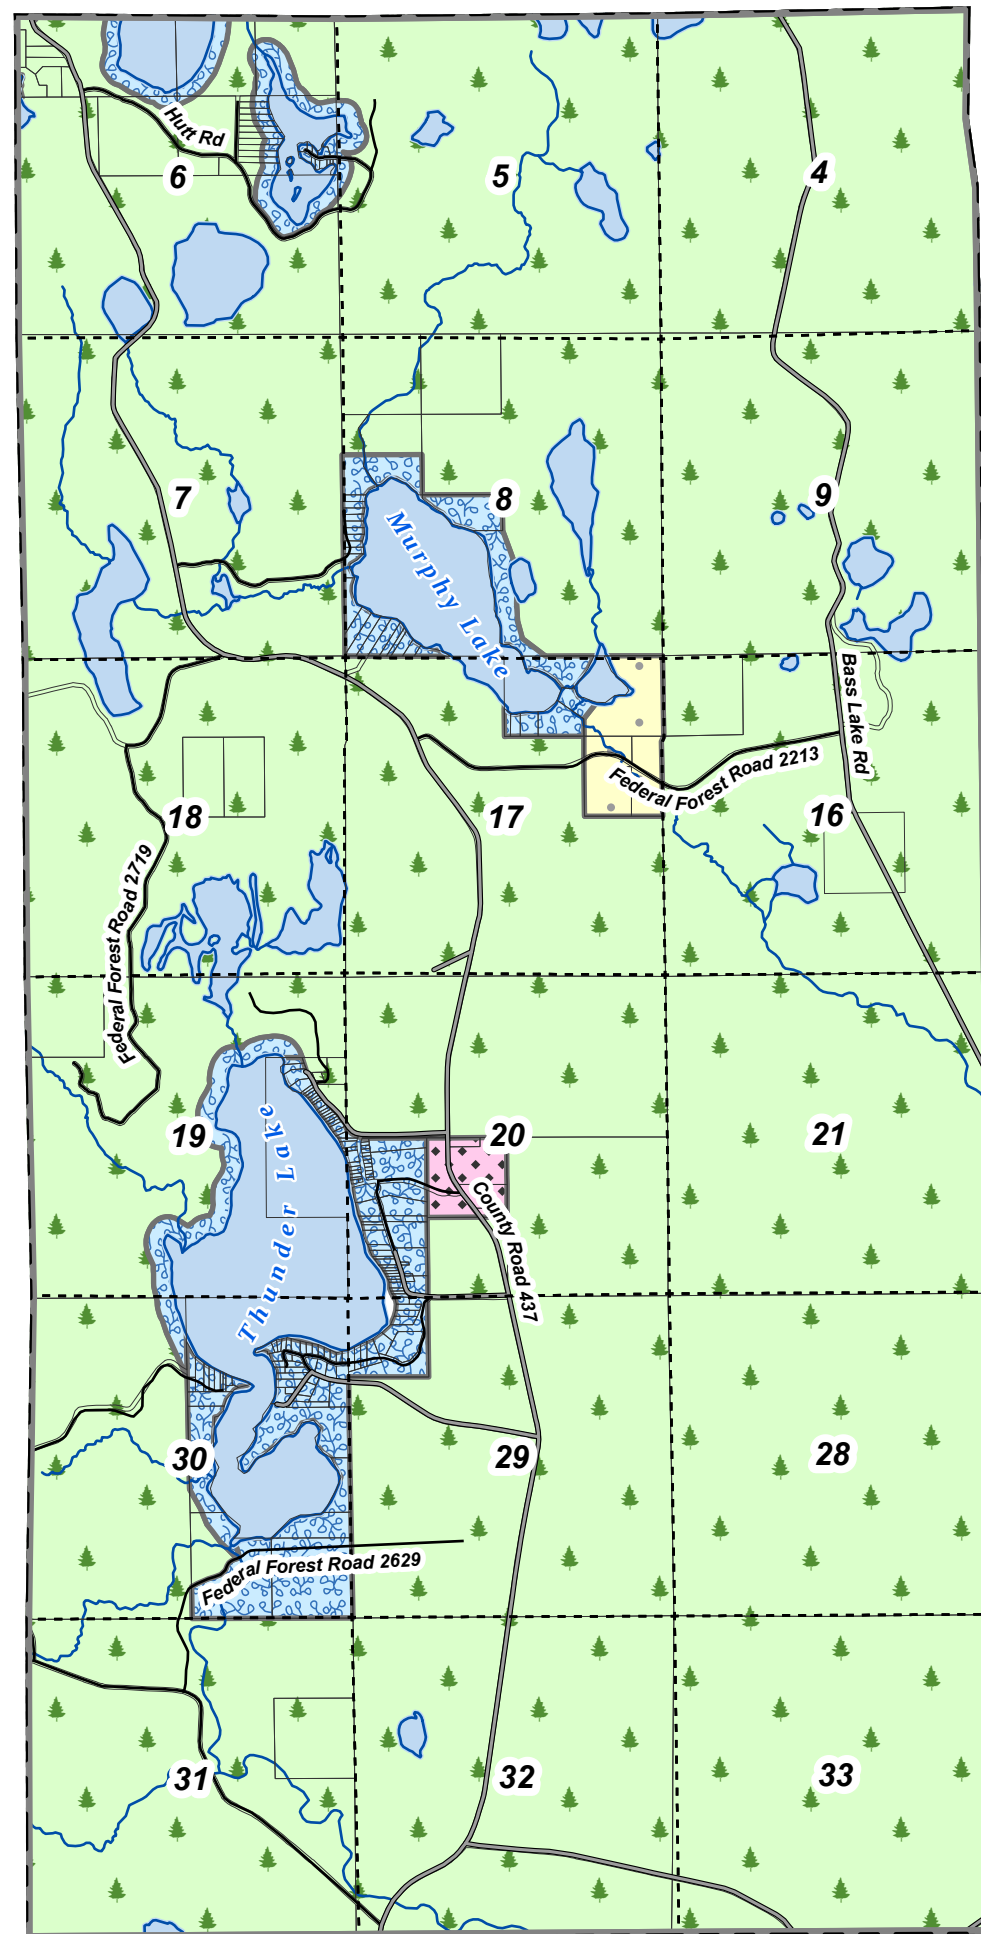 Hutt Rd
6
5
4
7
8
9
Murphy Lake
Bass Lake Rd
Federal Forest Road 2213
18
17
16
Federal Forest Road 2719
19
20
21
Thunder Lake
County Road 437
30
29
28
Federal Forest Road 2629
31
32
33